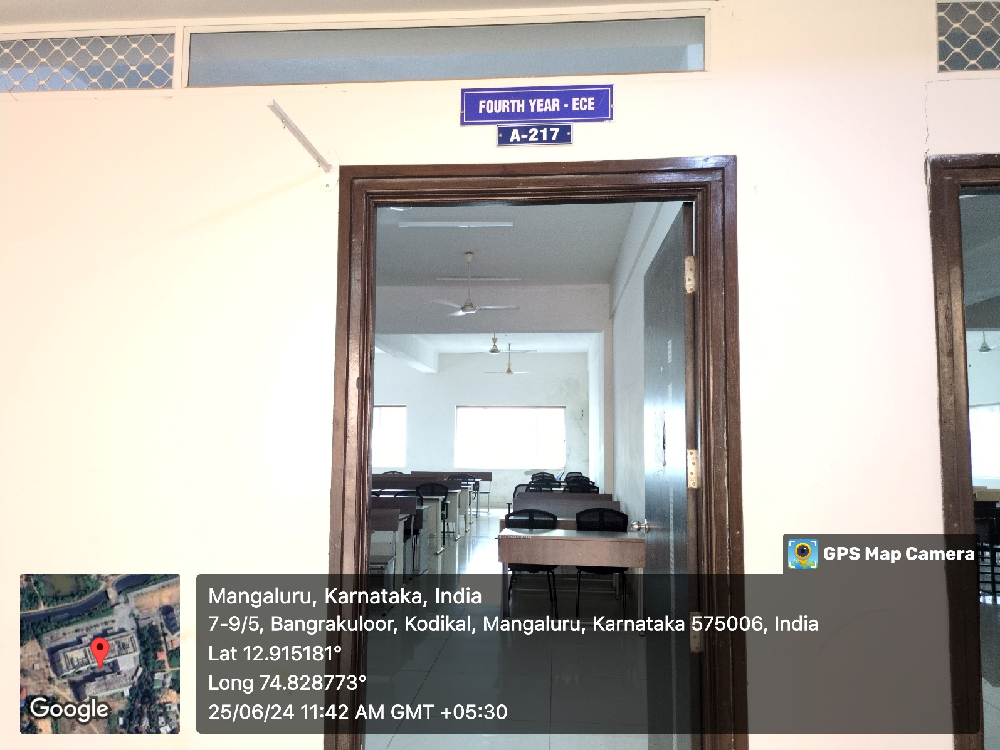 FOURTH YEAR - ECE
A-217
GPS Map Camera
Mangaluru, Karnataka, India
7-9/5, Bangrakuloor, Kodikal, Mangaluru, Karnataka 575006, India
Lat 12.915181°
Long 74.828773°
25/06/24 11:42 AM GMT +05:30
Google